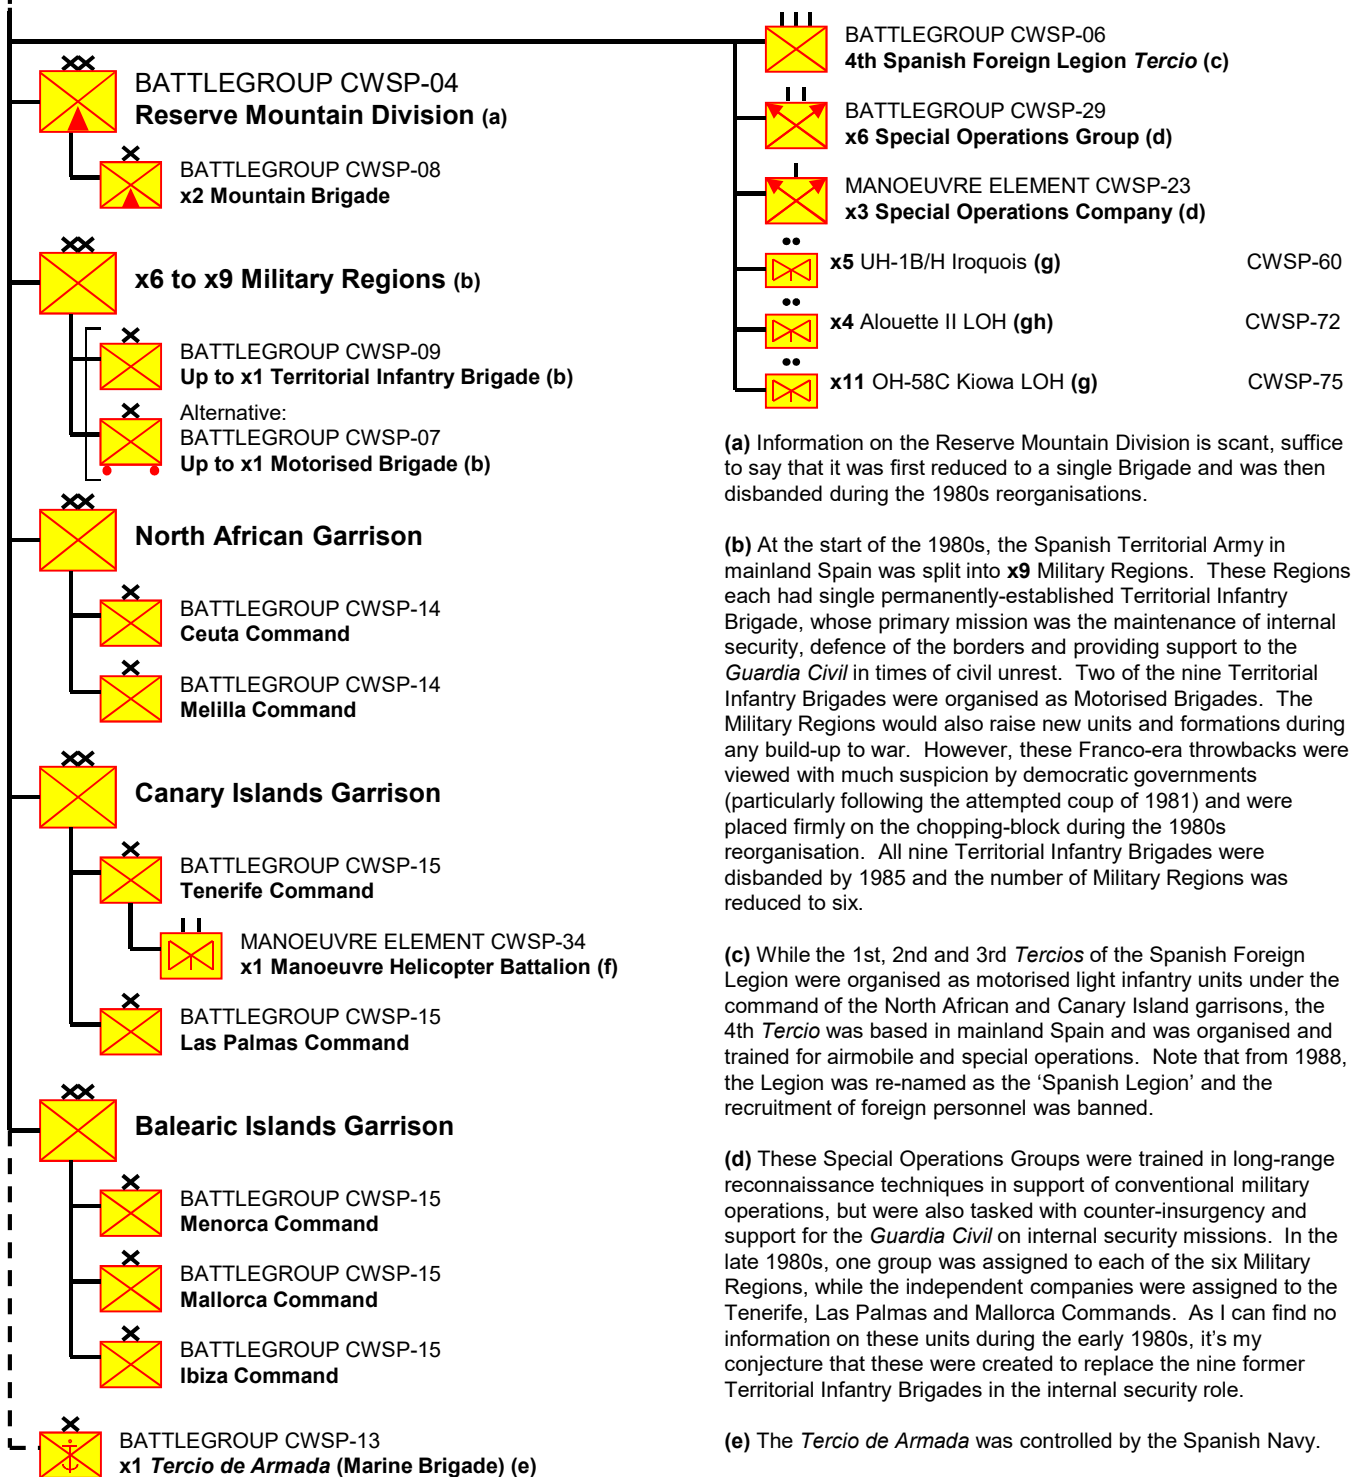 BATTLEGROUP CWSP-04
Reserve Mountain Division (a)
BATTLEGROUP CWSP-08
x2 Mountain Brigade
x6 to x9 Military Regions (b)
BATTLEGROUP CWSP-09
Up to x1 Territorial Infantry Brigade (b)
Alternative:
BATTLEGROUP CWSP-07
Up to x1 Motorised Brigade (b)
North African Garrison
BATTLEGROUP CWSP-14
Ceuta Command
BATTLEGROUP CWSP-14
Melilla Command
Canary Islands Garrison
BATTLEGROUP CWSP-15
Tenerife Command
MANOEUVRE ELEMENT CWSP-34
x1 Manoeuvre Helicopter Battalion (f)
BATTLEGROUP CWSP-15
Las Palmas Command
Balearic Islands Garrison
BATTLEGROUP CWSP-15
Menorca Command
BATTLEGROUP CWSP-15
Mallorca Command
BATTLEGROUP CWSP-15
Ibiza Command
BATTLEGROUP CWSP-13
x1 Tercio de Armada (Marine Brigade) (e)
BATTLEGROUP CWSP-06
4th Spanish Foreign Legion Tercio (c)
BATTLEGROUP CWSP-29
x6 Special Operations Group (d)
MANOEUVRE ELEMENT CWSP-23
x3 Special Operations Company (d)
x5 UH-1B/H Iroquois (g) CWSP-60
x4 Alouette II LOH (gh) CWSP-72
x11 OH-58C Kiowa LOH (g) CWSP-75
(a) Information on the Reserve Mountain Division is scant, suffice
to say that it was first reduced to a single Brigade and was then
disbanded during the 1980s reorganisations.
(b) At the start of the 1980s, the Spanish Territorial Army in
mainland Spain was split into x9 Military Regions. These Regions
each had single permanently-established Territorial Infantry
Brigade, whose primary mission was the maintenance of internal
security, defence of the borders and providing support to the
Guardia Civil in times of civil unrest. Two of the nine Territorial
Infantry Brigades were organised as Motorised Brigades. The
Military Regions would also raise new units and formations during
any build-up to war. However, these Franco-era throwbacks were
viewed with much suspicion by democratic governments
(particularly following the attempted coup of 1981) and were
placed firmly on the chopping-block during the 1980s
reorganisation. All nine Territorial Infantry Brigades were
disbanded by 1985 and the number of Military Regions was
reduced to six.
(c) While the 1st, 2nd and 3rd Tercios of the Spanish Foreign
Legion were organised as motorised light infantry units under the
command of the North African and Canary Island garrisons, the
4th Tercio was based in mainland Spain and was organised and
trained for airmobile and special operations. Note that from 1988,
the Legion was re-named as the ‘Spanish Legion’ and the
recruitment of foreign personnel was banned.
(d) These Special Operations Groups were trained in long-range
reconnaissance techniques in support of conventional military
operations, but were also tasked with counter-insurgency and
support for the Guardia Civil on internal security missions. In the
late 1980s, one group was assigned to each of the six Military
Regions, while the independent companies were assigned to the
Tenerife, Las Palmas and Mallorca Commands. As I can find no
information on these units during the early 1980s, it’s my
conjecture that these were created to replace the nine former
Territorial Infantry Brigades in the internal security role.
(e) The Tercio de Armada was controlled by the Spanish Navy.